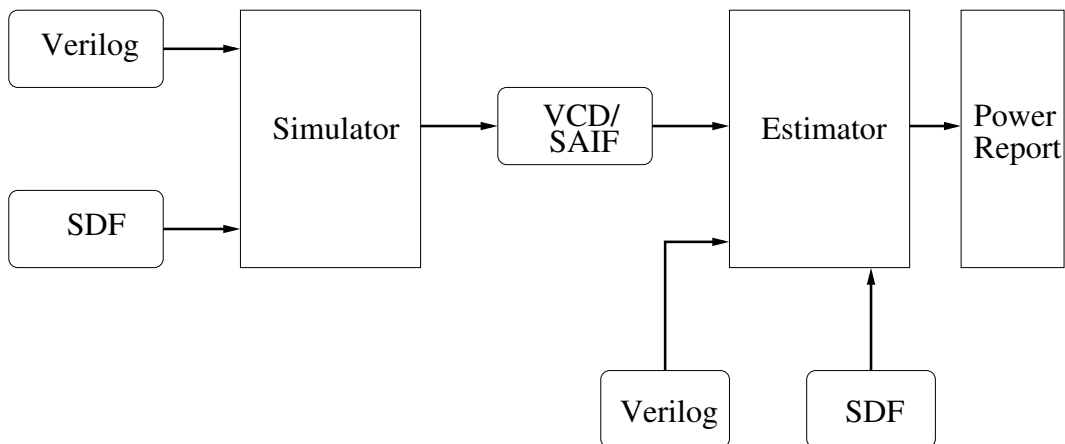 Verilog
SDF
Simulator
VCD/
SAIF
Estimator
Power
Report
Verilog
SDF